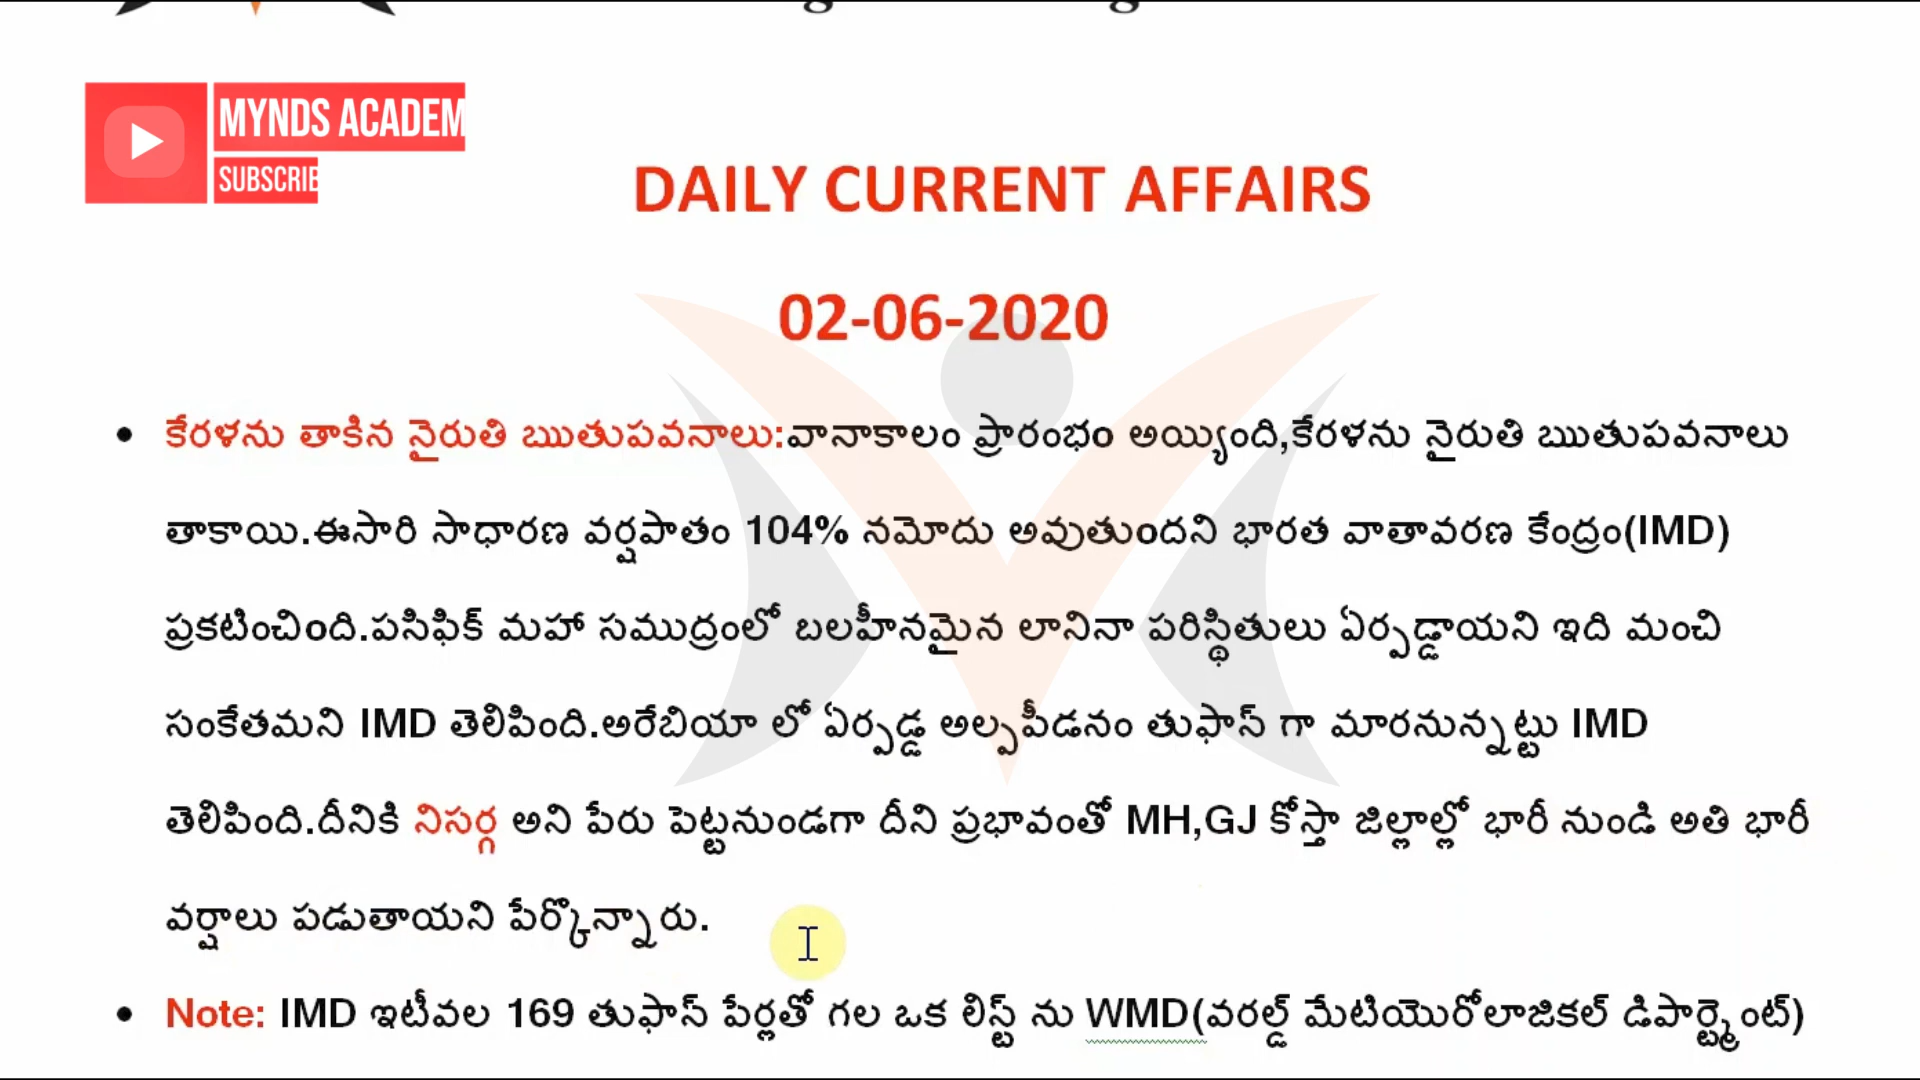 MYNDS ACADEM
SUBSCRIB
DAILY CURRENT AFFAIRS
02-06-2020
• కేరళను తాకిన నైరుతి ఋుతుపవనాలు:వానాకాలం ప్రారంభం అయ్యింది,కేరళను నైరుతి ఋుతుపవనాలు
తాకాయి.ఈసారి సాధారణ వర్షపాతం 104% నమోదు అవుతుందని భారత వాతావరణ కేంద్రం(IMD)
ప్రకటించింది.పసిఫిక్ మహా సముద్రంలో బలహీనమైన లానినా పరిస్థితులు ఏర్పడ్డాయని ఇది మంచి
సంకేతమని IMD తెలిపింది.అరేబియా లో ఏర్పడ్డ అల్పపీడనం తుఫాన్ గా మారనున్నట్టు IMD
తెలిపింది.దీనికి నిసర్గ అని పేరు పెట్టనుండగా దీని ప్రభావంతో MH,GJ కోస్తా జిల్లాల్లో భారీ నుండి అతి భారీ
వర్షాలు పడుతాయని పేర్కొన్నారు.
• Note: IMD ఇటీవల 169 తుఫాన్ పేర్లతో గల ఒక లిస్ట్ ను WMD(వరల్డ్ మేటియొరోలాజికల్ డిపార్ట్మెంట్)